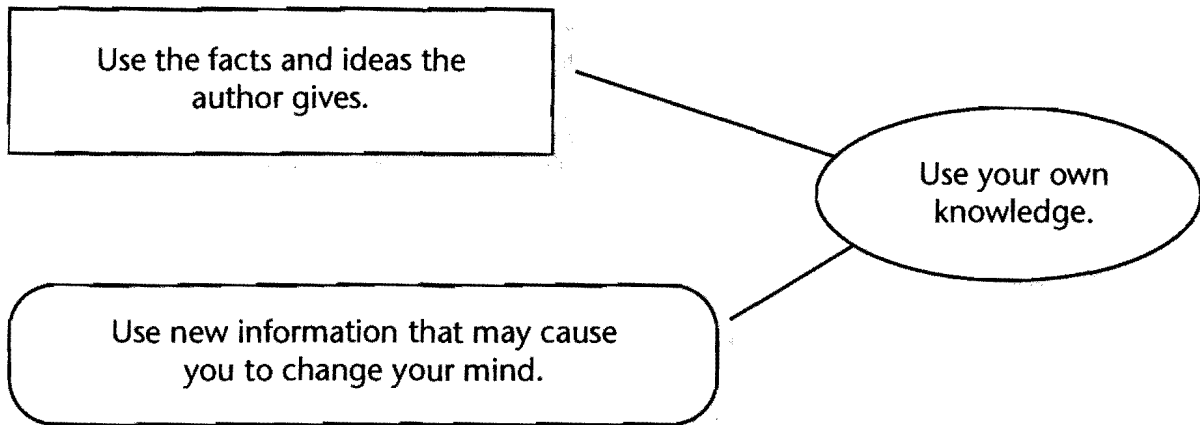 Use the facts and ideas the
author gives.
Use your own
knowledge.
Use new information that may cause
you to change your mind.